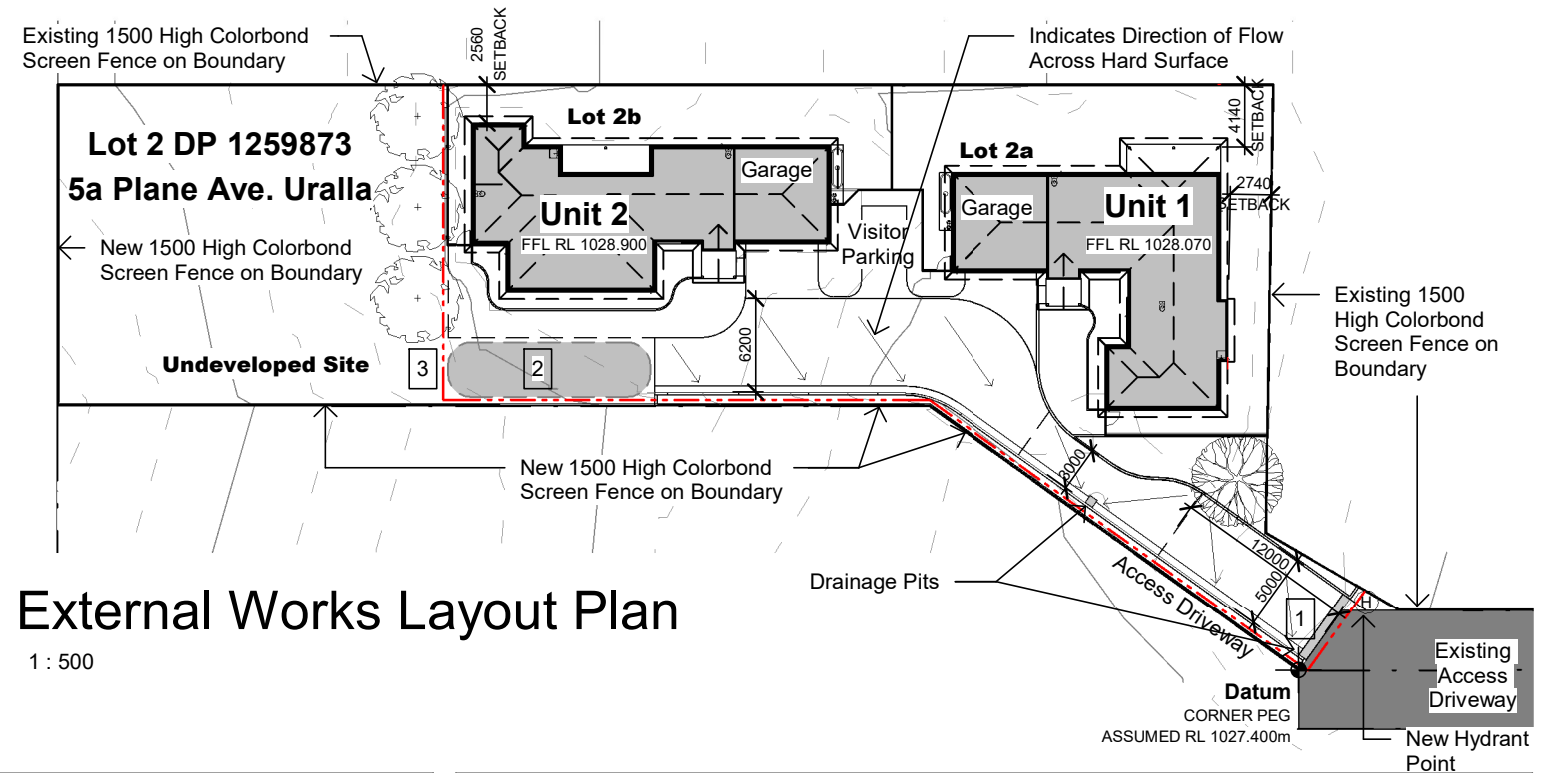 Existing 1500 High Colorbond
Screen Fence on Boundary
2560
SETBACK
Indicates Direction of Flow
Across Hard Surface
4140
SETBACK
Lot 2 DP 1259873
5a Plane Ave. Uralla
Lot 2b
Lot 2a
Garage
Unit 2
FFL RL 1028.900
Visitor
Parking
Garage
Unit 1
FFL RL 1028.070
2740
SETBACK
New 1500 High Colorbond
Screen Fence on Boundary
Existing 1500
High Colorbond
Screen Fence on
Boundary
Undeveloped Site
3
2
6200
New 1500 High Colorbond
Screen Fence on Boundary
3000
12000
5000
Drainage Pits
Access Driveway
1
H
External Works Layout Plan
1 : 500
Existing
Access
Driveway
Datum
CORNER PEG
ASSUMED RL 1027.400m
New Hydrant
Point